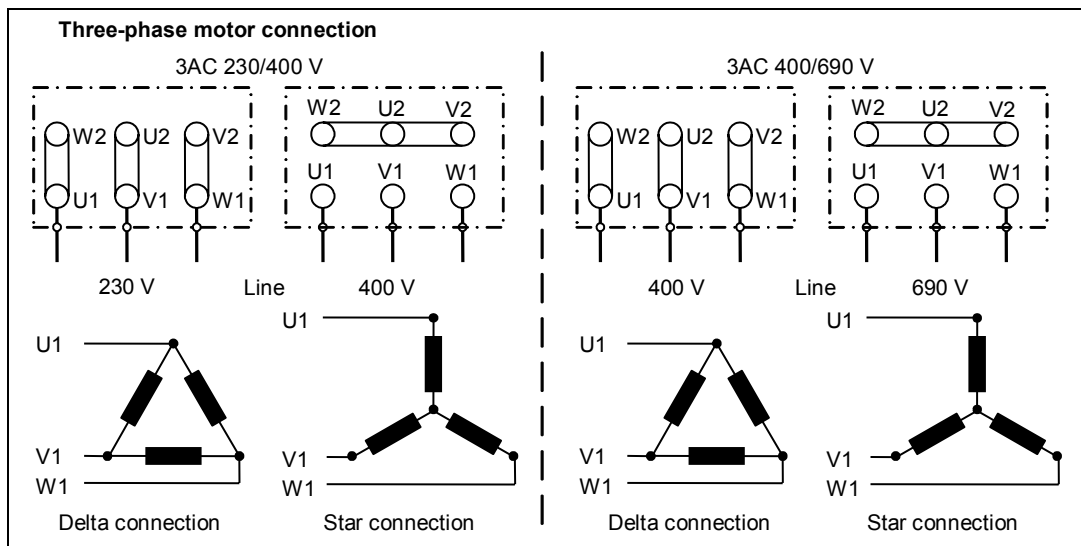 Three-phase motor connection
3AC 230/400 V
3AC 400/690 V
W2 U2 V2
W2 U2 V2
W2 U2 V2
W2 U2 V2
U1 V1 W1
U1 V1 W1
U1 V1 W1
U1 V1 W1
230 V Line 400 V
400 V Line 690 V
U1
U1
U1
U1
V1
V1
V1
V1
W1
W1
W1
W1
Delta connection
Star connection
Delta connection
Star connection